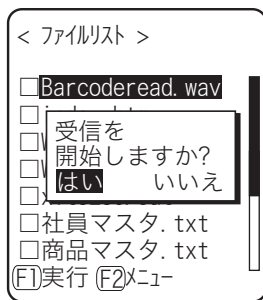 < ファイルリスト >
□Barcoderead.wav
受信を
開始しますか?
はい いいえ
□社員マスタ.txt
□商品マスタ.txt
F1実行 F2メニュー